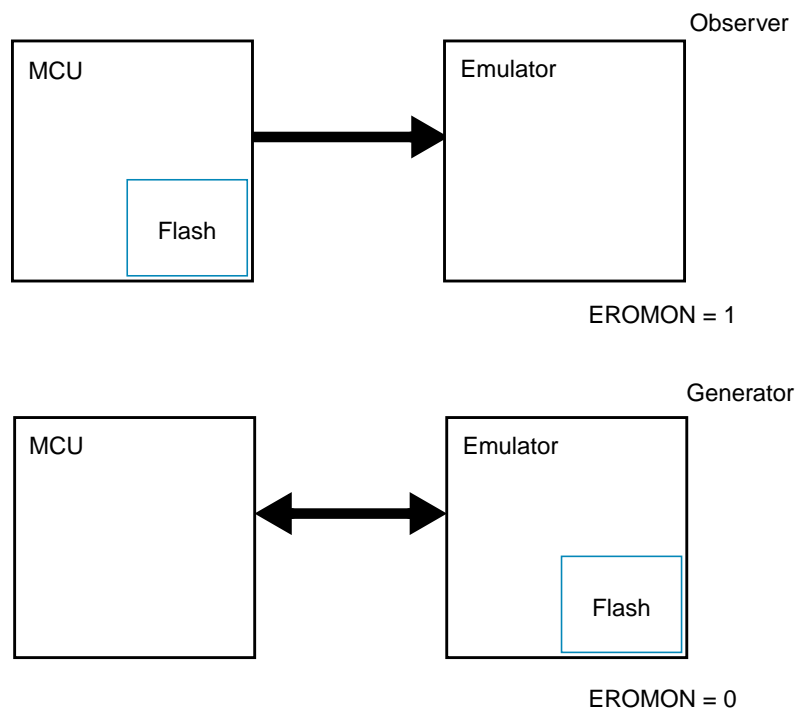 Observer
MCU
Emulator
Flash
EROMON = 1
Generator
MCU
Emulator
Flash
EROMON = 0